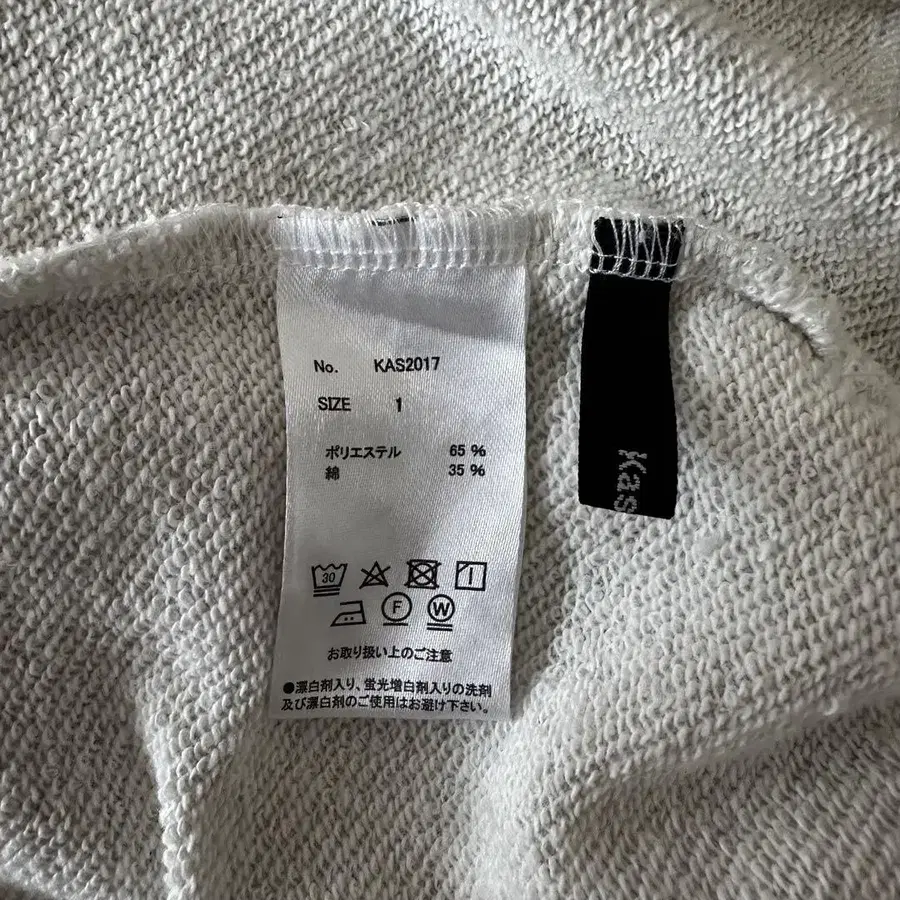 No. KAS2017
SIZE 1
ポリエステル 65 %
綿 35 %
30
F W
お取り扱い上のご注意
●漂白剤入り、蛍光増白剤入りの洗剤
及び漂白剤のご使用はお避け下さい。
Kas